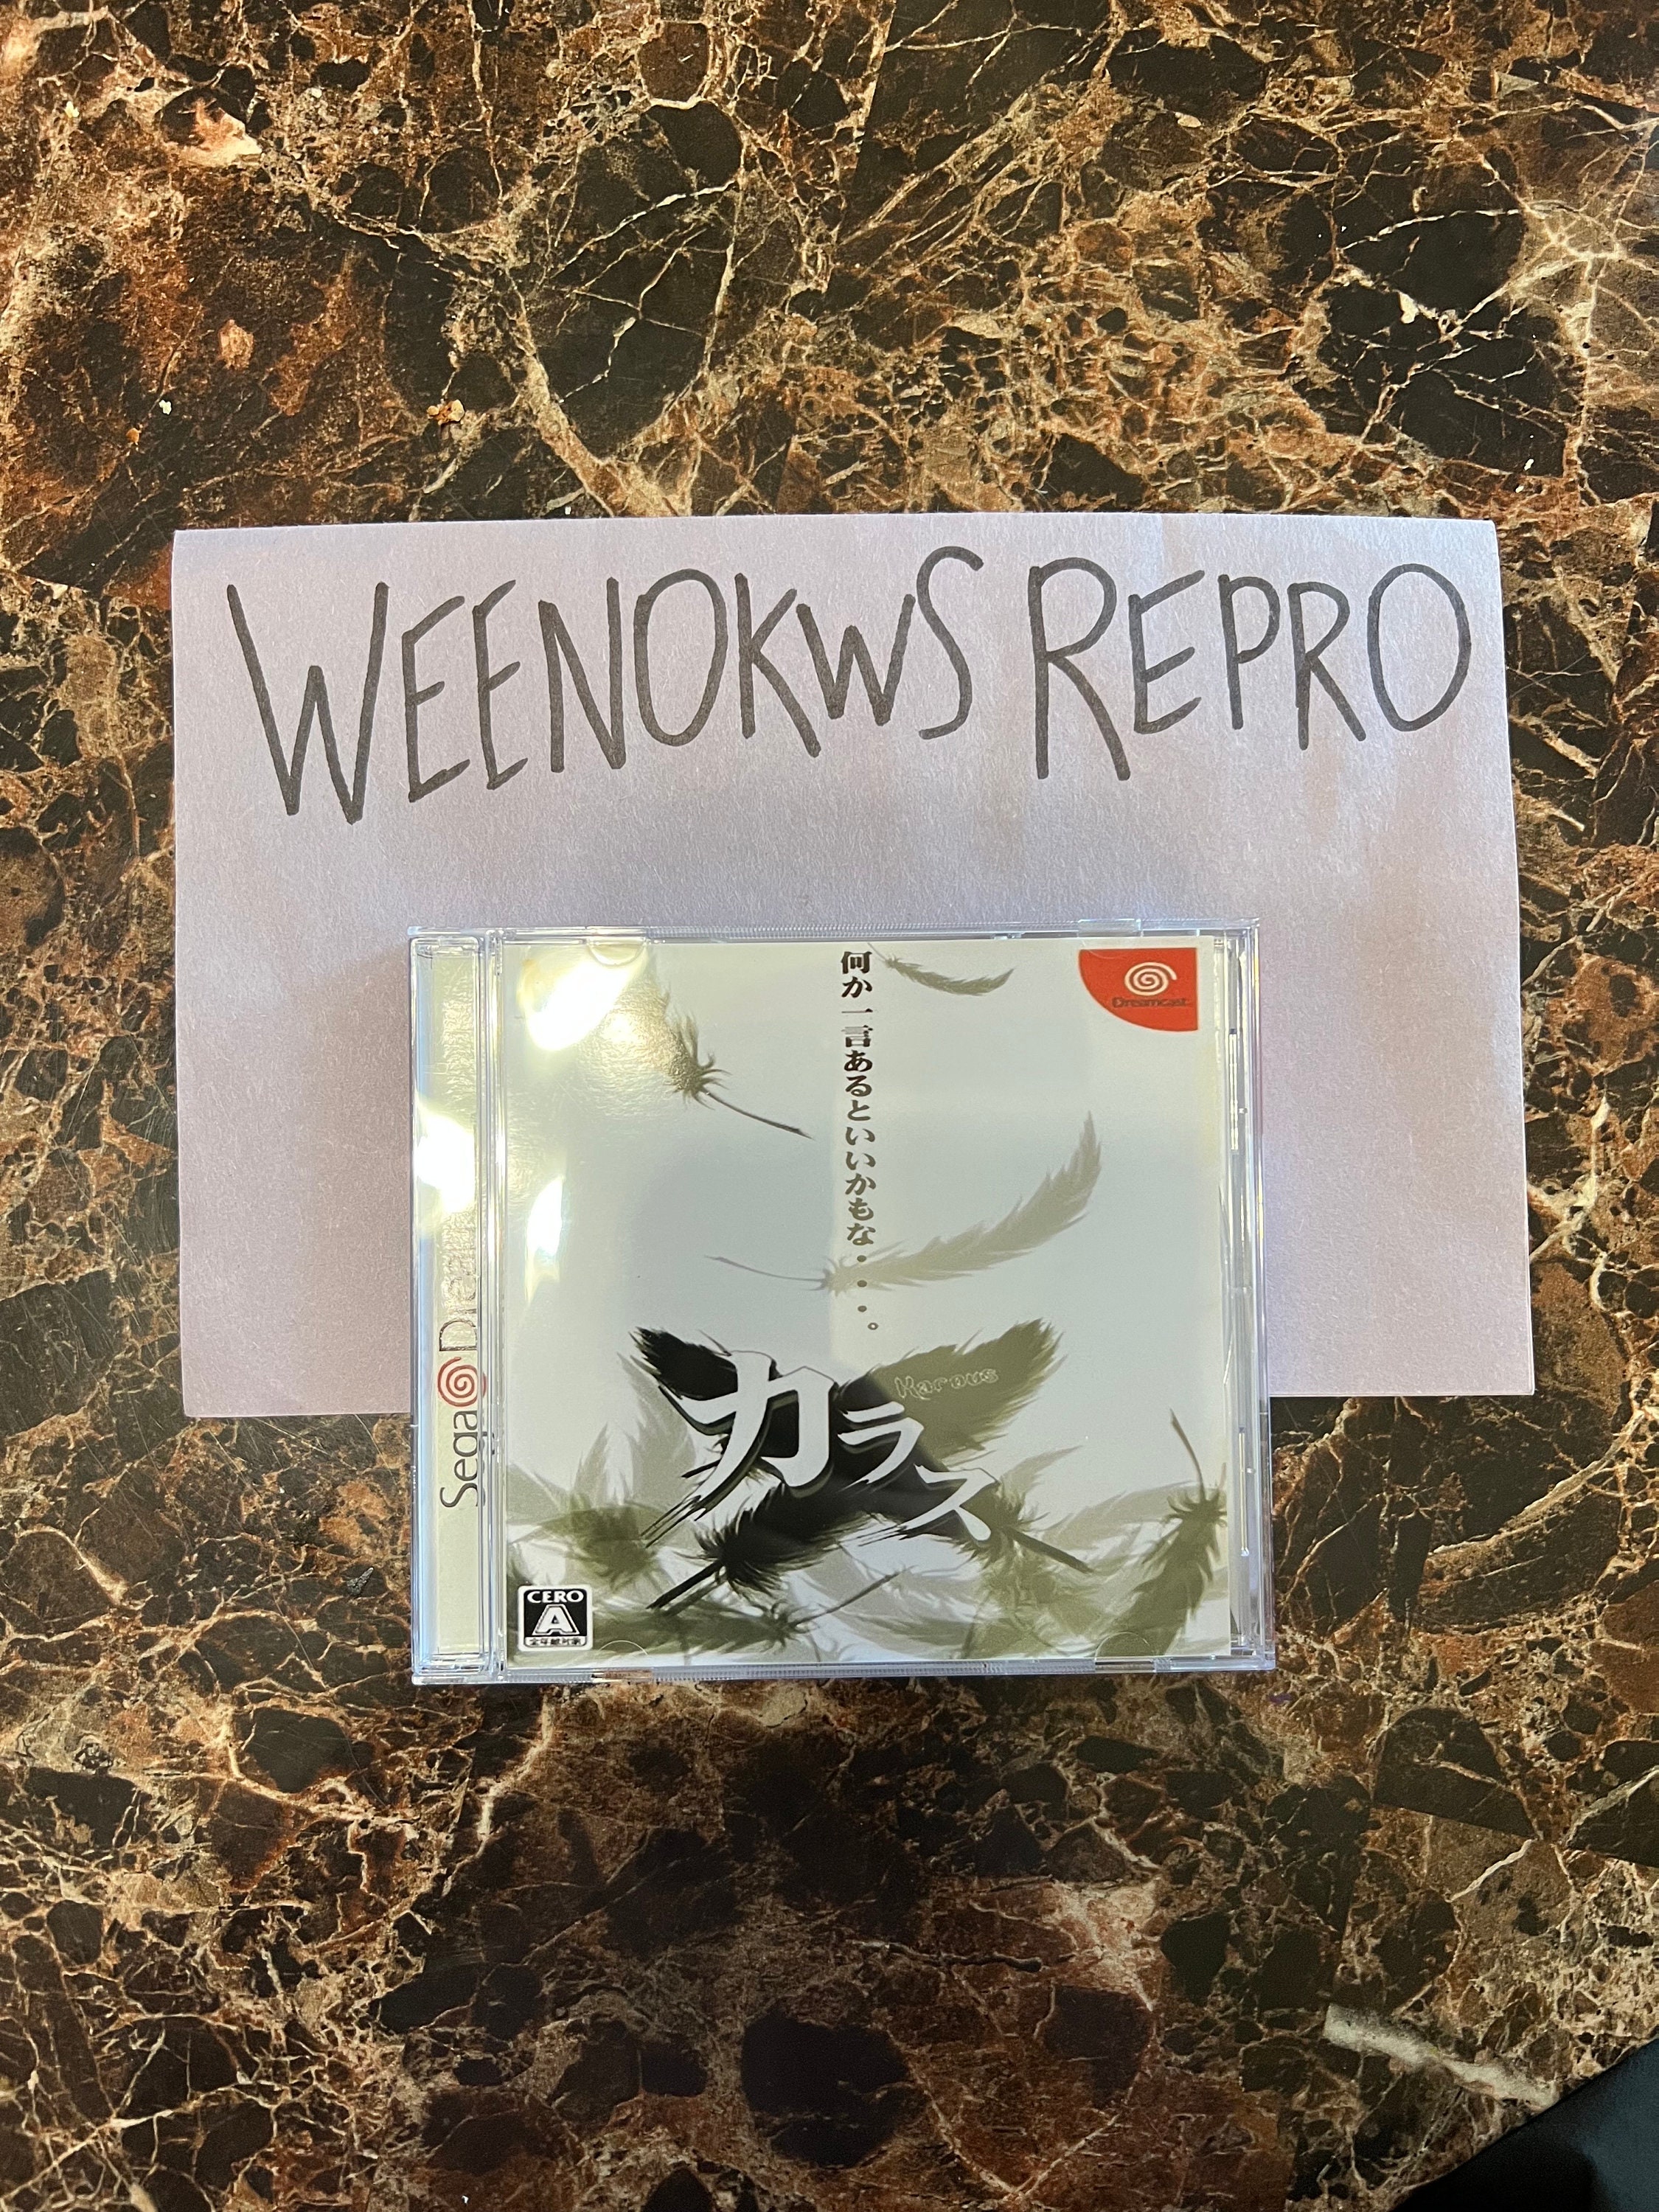 WEENOKWS REPRO
何か一言あるといいかもな・・・・。
Dreamcast
Karous
カラス
Sega Drea
CERO
A